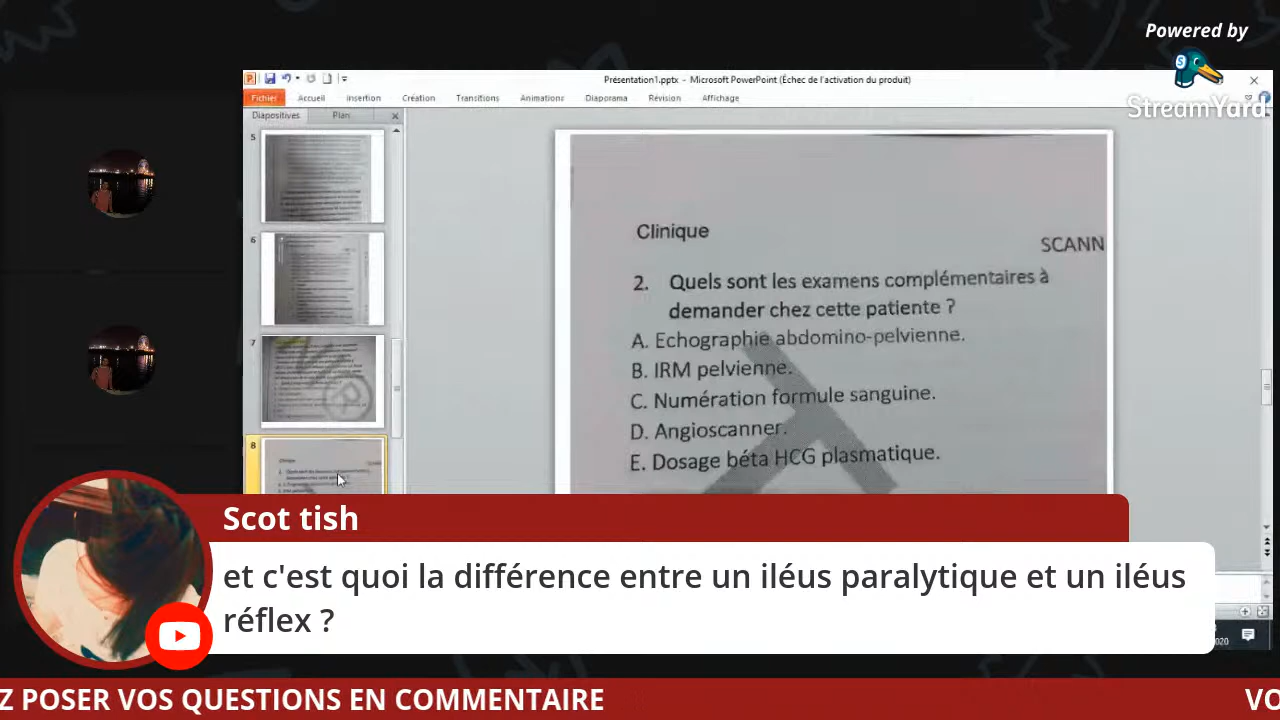 Powered by
StreamYard
Présentation1.pptx - Microsoft PowerPoint (Échec de l'activation du produit)
Fichier Accueil Insertion Création Transitions Animations Diaporama Révision Affichage
Diapositives Plan
5
6
7
8
Clinique
SCANN
2. Quels sont les examens complémentaires à
demander chez cette patiente ?
A. Echographie abdomino-pelvienne.
B. IRM pelvienne.
C. Numération formule sanguine.
D. Angioscanner.
E. Dosage béta HCG plasmatique.
Scot tish
et c'est quoi la différence entre un iléus paralytique et un iléus
réflex ?
Z POSER VOS QUESTIONS EN COMMENTAIRE
VO